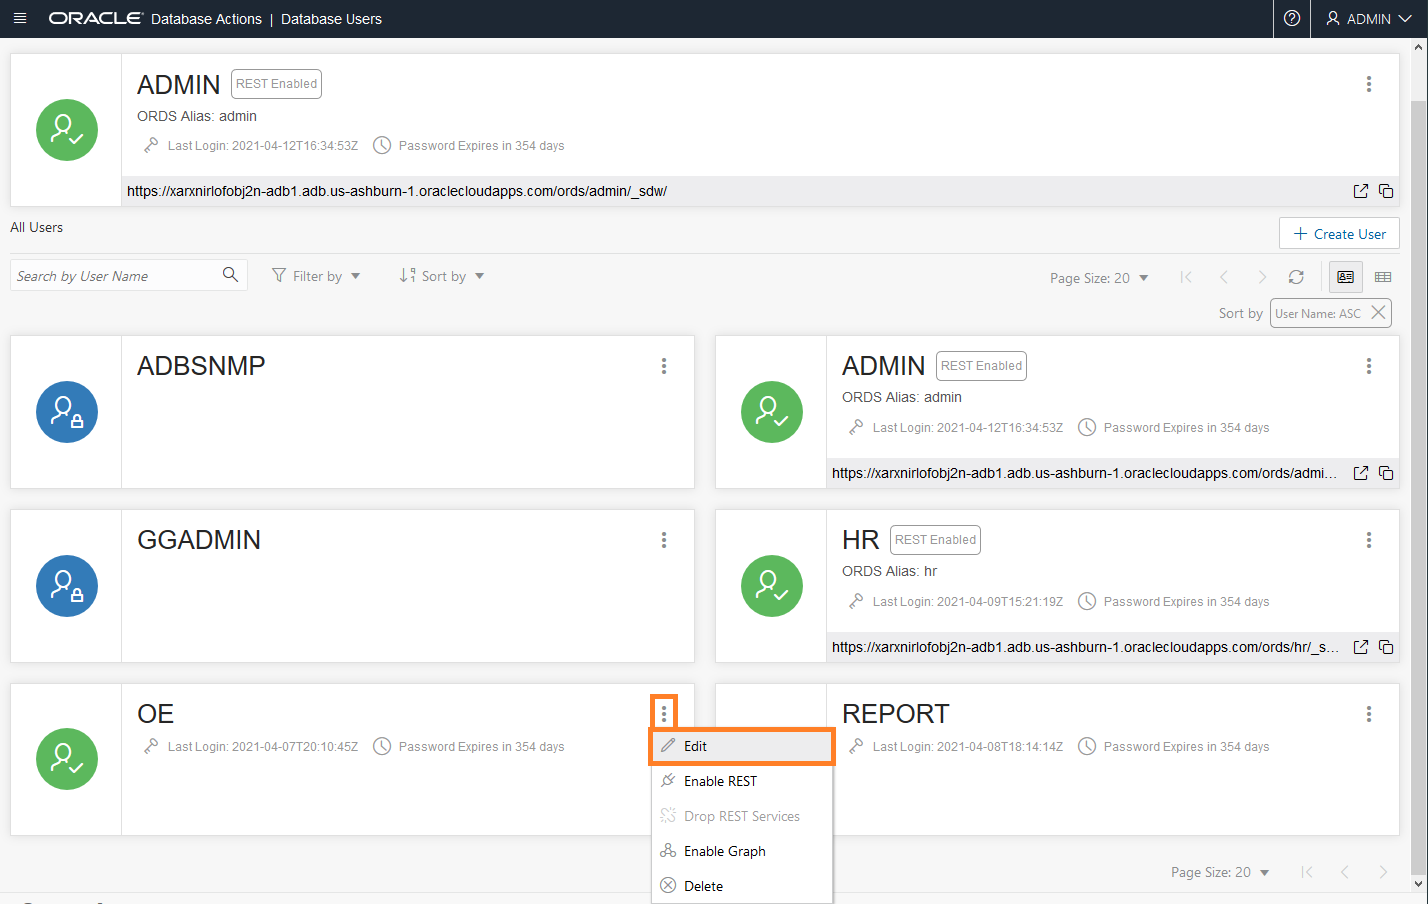 ORACLE Database Actions | Database Users ADMIN
ADMIN REST Enabled
ORDS Alias: admin
Last Login: 2021-04-12T16:34:53Z Password Expires in 354 days
https://xarxnirlofobj2n-adb1.adb.us-ashburn-1.oraclecloudapps.com/ords/admin/_sdw/
All Users
+ Create User
Search by User Name Filter by Sort by Page Size: 20
Sort by User Name: ASC
ADBSNMP
ADMIN REST Enabled
ORDS Alias: admin
Last Login: 2021-04-12T16:34:53Z Password Expires in 354 days
https://xarxnirlofobj2n-adb1.adb.us-ashburn-1.oraclecloudapps.com/ords/admi...
GGADMIN
HR REST Enabled
ORDS Alias: hr
Last Login: 2021-04-09T15:21:19Z Password Expires in 354 days
https://xarxnirlofobj2n-adb1.adb.us-ashburn-1.oraclecloudapps.com/ords/hr/_s...
OE
Last Login: 2021-04-07T20:10:45Z Password Expires in 354 days
REPORT
Last Login: 2021-04-08T18:14:14Z Password Expires in 354 days
Edit
Enable REST
Drop REST Services
Enable Graph
Delete
Page Size: 20